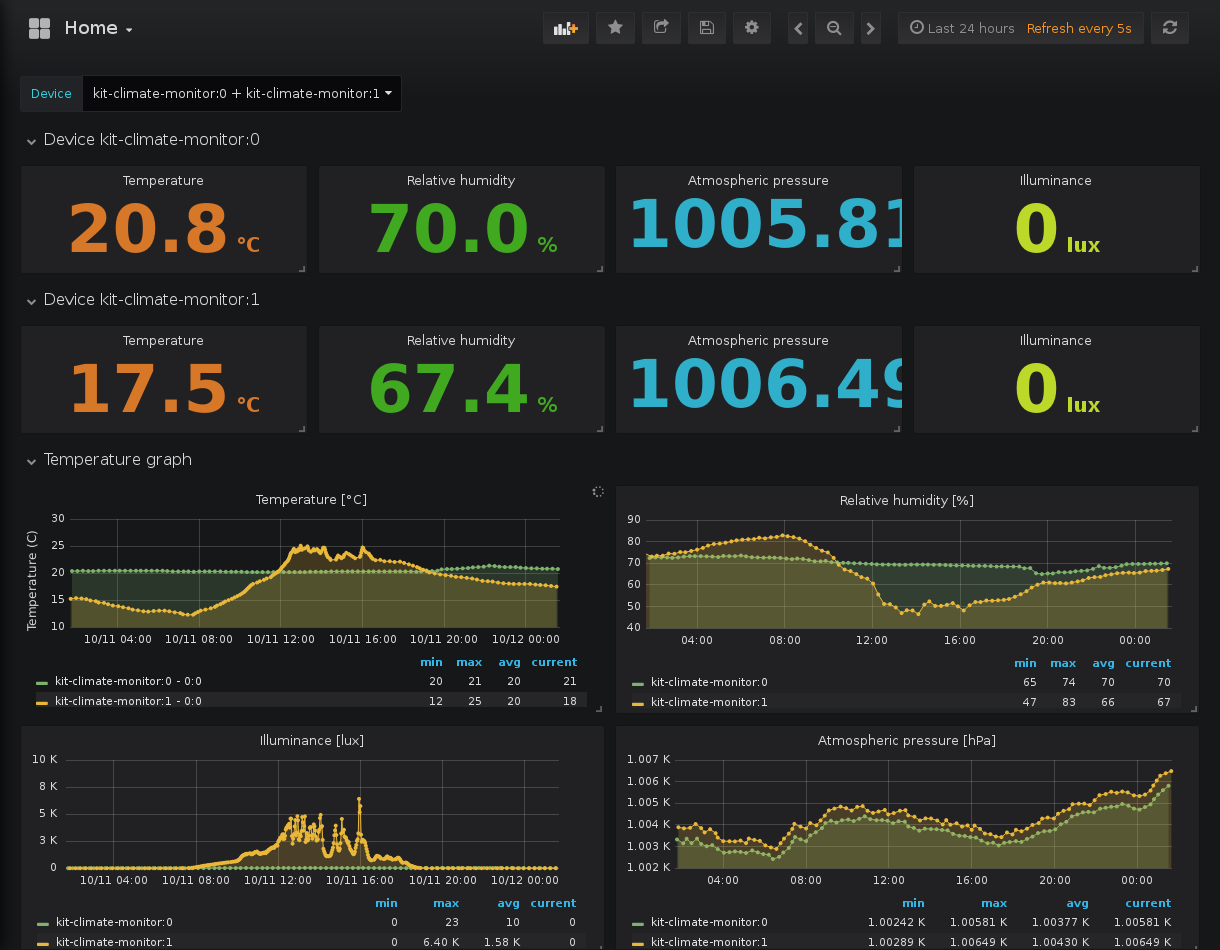 Home
Last 24 hours Refresh every 5s
Device kit-climate-monitor:0 + kit-climate-monitor:1
Device kit-climate-monitor:0
Temperature Relative humidity Atmospheric pressure Illuminance
20.8 °C 70.0 % 1005.81 0 lux
Device kit-climate-monitor:1
Temperature Relative humidity Atmospheric pressure Illuminance
17.5 °C 67.4 % 1006.49 0 lux
Temperature graph
Temperature [°C]
Temperature (C)
30
25
20
15
10
10/11 04:00 10/11 08:00 10/11 12:00 10/11 16:00 10/11 20:00 10/12 00:00
min max avg current
kit-climate-monitor:0 - 0:0 20 21 20 21
kit-climate-monitor:1 - 0:0 12 25 20 18
Relative humidity [%]
90
80
70
60
50
40
04:00 08:00 12:00 16:00 20:00 00:00
min max avg current
kit-climate-monitor:0 65 74 70 70
kit-climate-monitor:1 47 83 66 67
Illuminance [lux]
10 K
8 K
5 K
3 K
0
10/11 04:00 10/11 08:00 10/11 12:00 10/11 16:00 10/11 20:00 10/12 00:00
min max avg current
kit-climate-monitor:0 0 23 10 0
kit-climate-monitor:1 0 6.40 K 1.58 K 0
Atmospheric pressure [hPa]
1.007 K
1.006 K
1.005 K
1.004 K
1.003 K
1.002 K
04:00 08:00 12:00 16:00 20:00 00:00
min max avg current
kit-climate-monitor:0 1.00242 K 1.00581 K 1.00377 K 1.00581 K
kit-climate-monitor:1 1.00289 K 1.00649 K 1.00430 K 1.00649 K